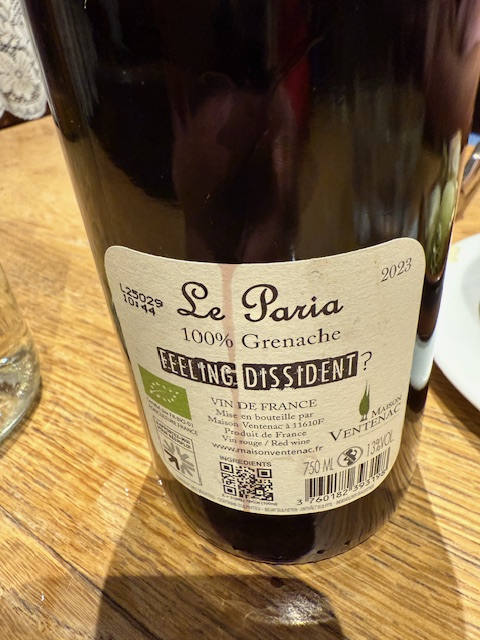 2023
L25029
10:44
Le Paria
100% Grenache
FEELING DISSIDENT?
VIN DE FRANCE
Mise en bouteille par
Maison Ventenac à 11610F
Produit de France
Vin rouge / Red wine
www.maisonventenac.fr
MAISON
VENTENAC
INGREDIENTS
750 ML
13%VOL